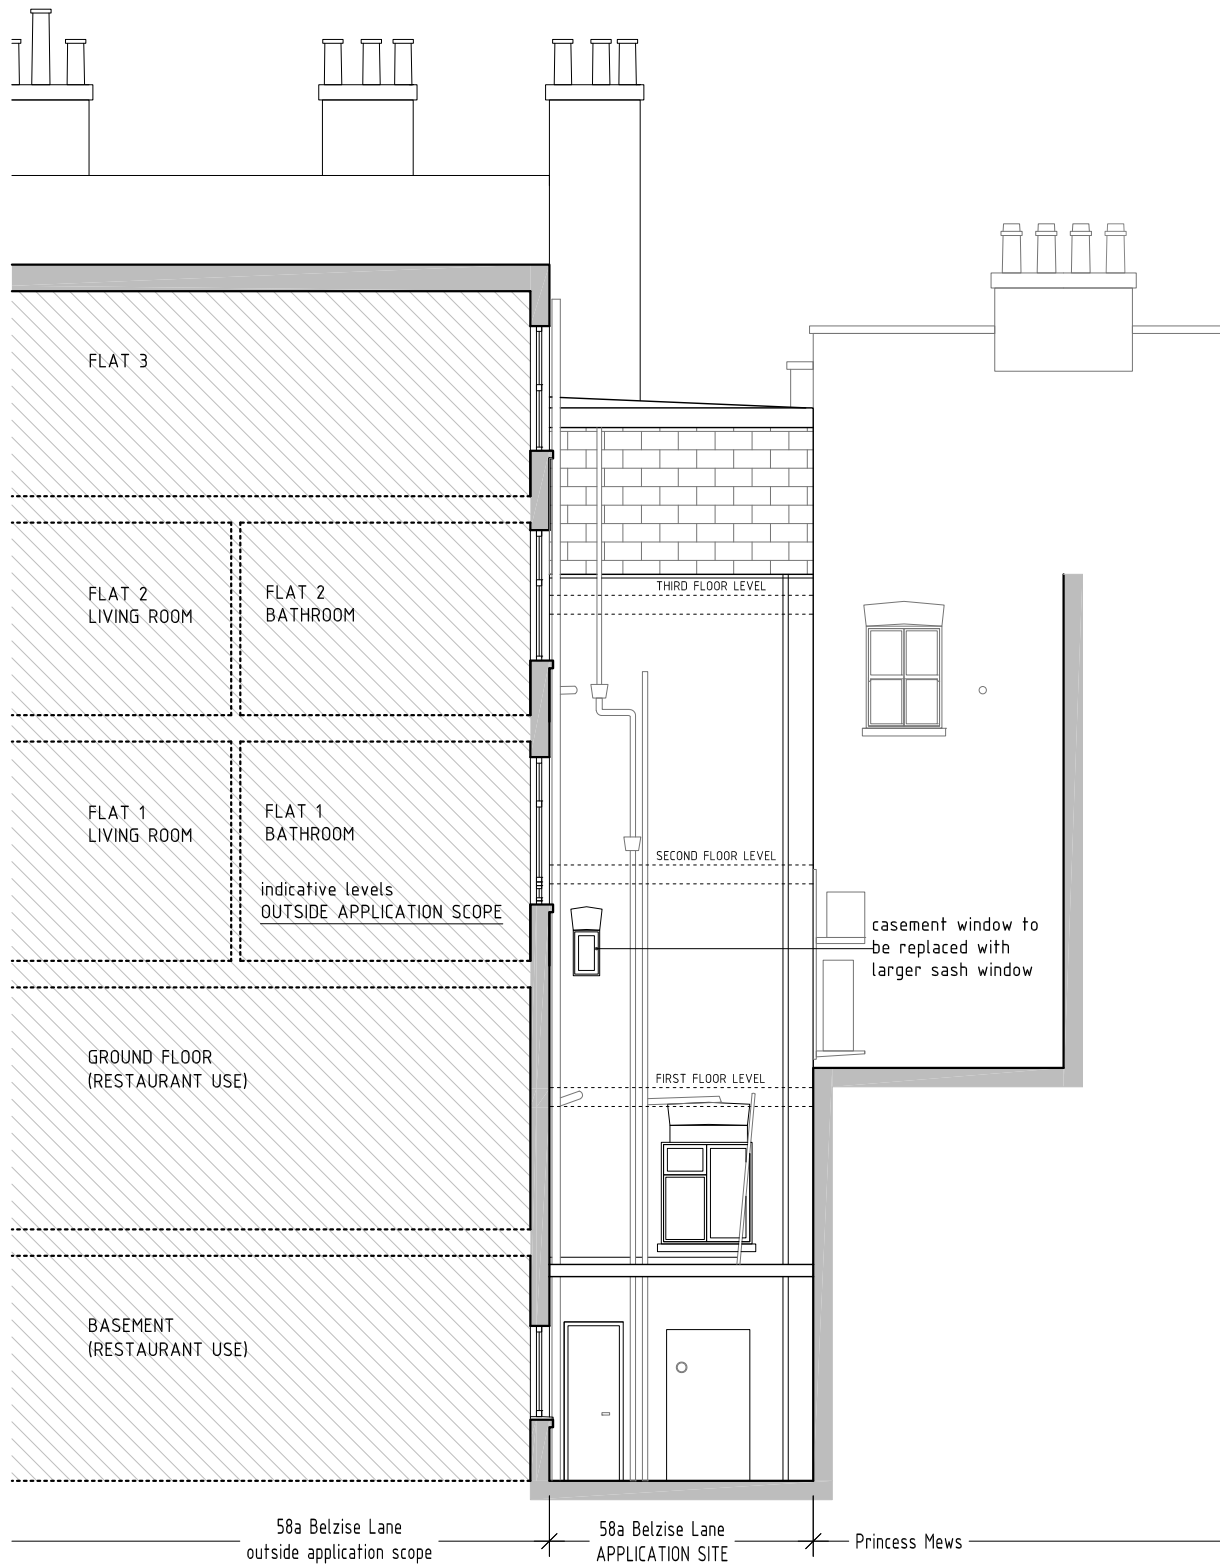 FLAT 3
THIRD FLOOR LEVEL
FLAT 2
LIVING ROOM
FLAT 2
BATHROOM
FLAT 1
LIVING ROOM
FLAT 1
BATHROOM
SECOND FLOOR LEVEL
indicative levels
OUTSIDE APPLICATION SCOPE
casement window to
be replaced with
larger sash window
GROUND FLOOR
(RESTAURANT USE)
FIRST FLOOR LEVEL
BASEMENT
(RESTAURANT USE)
58a Belzise Lane
outside application scope
58a Belzise Lane
APPLICATION SITE
Princess Mews